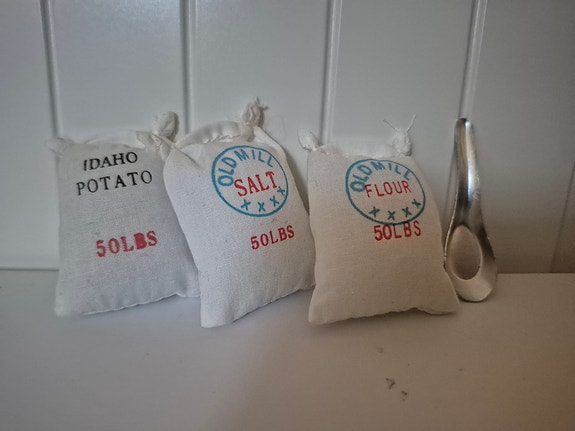 IDAHO
POTATO
50LBS
OLD MILL
SALT
XXXX
50LBS
OLD MILL
FLOUR
XXXX
50LBS